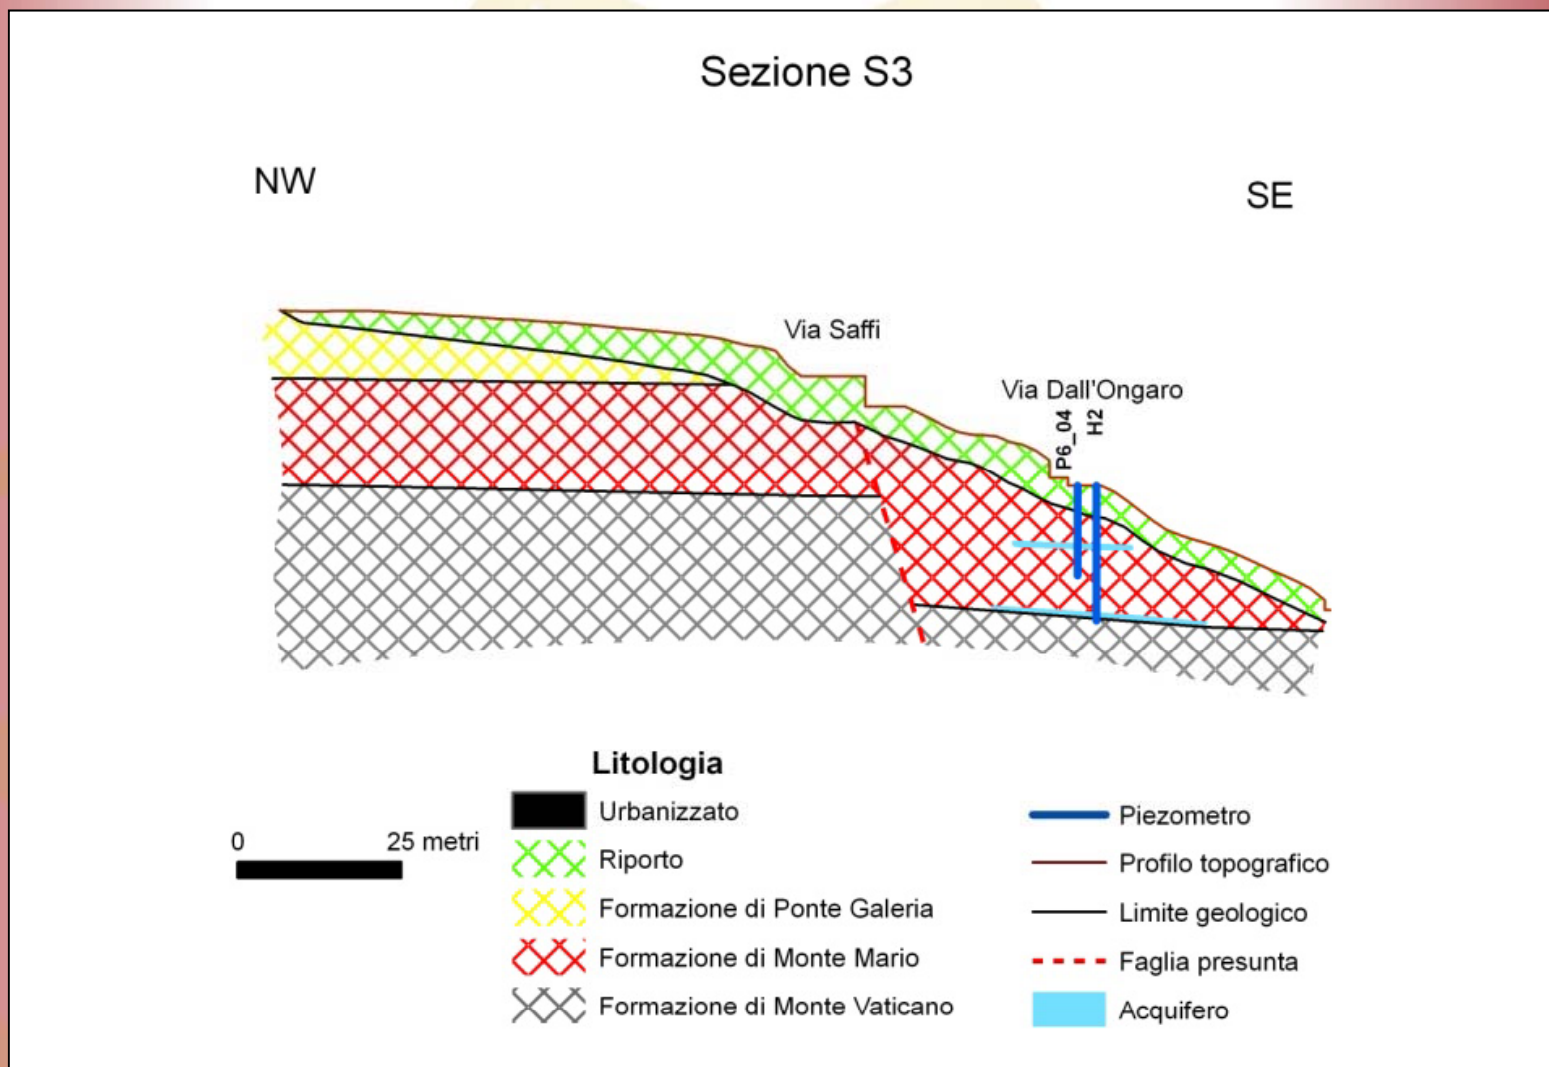 Sezione S3
NW
SE
Via Saffi
Via Dall'Ongaro
P6_04
H2
Litologia
Urbanizzato
Riporto
Formazione di Ponte Galeria
Formazione di Monte Mario
Formazione di Monte Vaticano
0 25 metri
Piezometro
Profilo topografico
Limite geologico
Faglia presunta
Acquifero